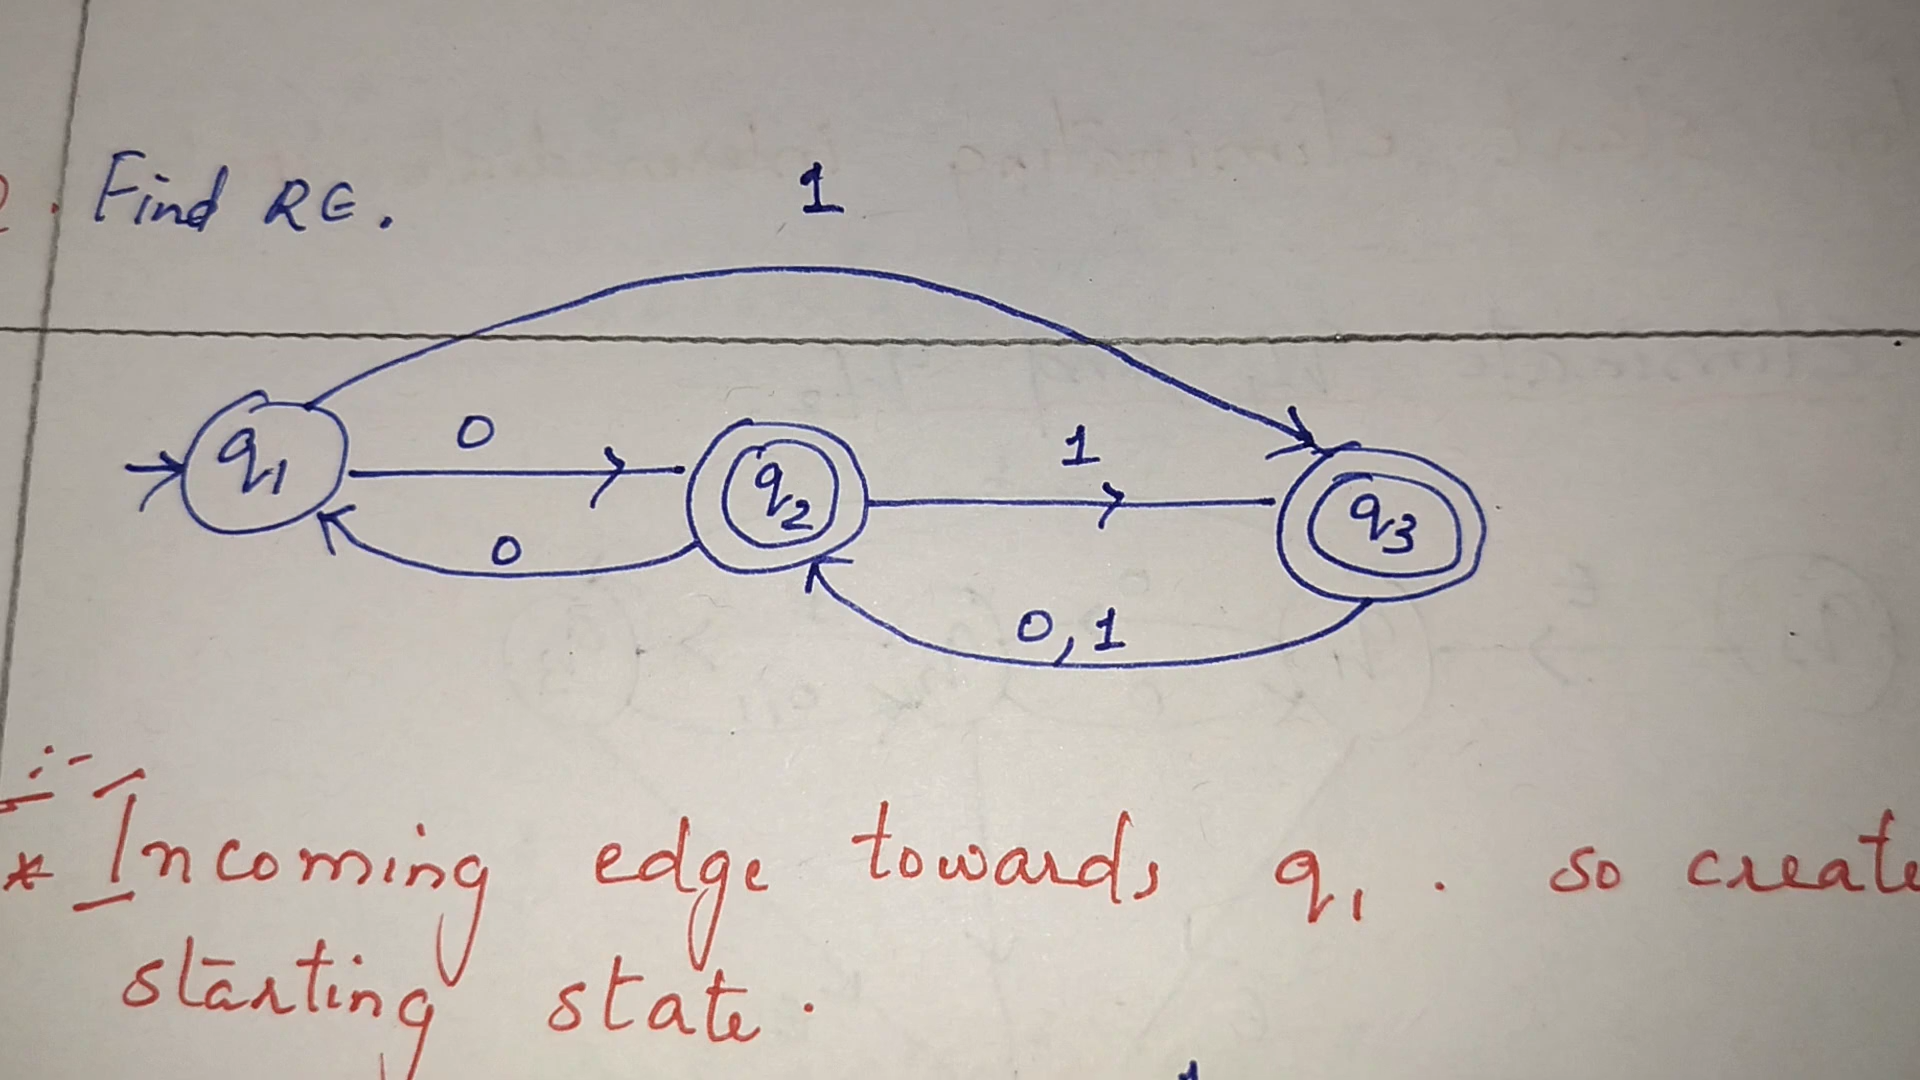 Find RE.
1
0
1
q1
q2
q3
0
0,1
* Incoming edge towards q1. so create
starting state.